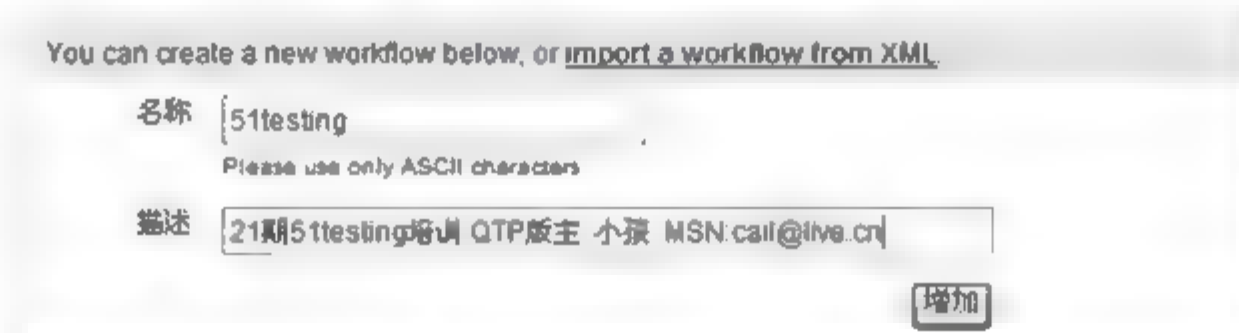 You can create a new workflow below, or import a workflow from XML.
名称 51testing
Please use only ASCII characters
描述 21期51testing培训 QTP版主 小孩 MSN:call@live.cn
增加